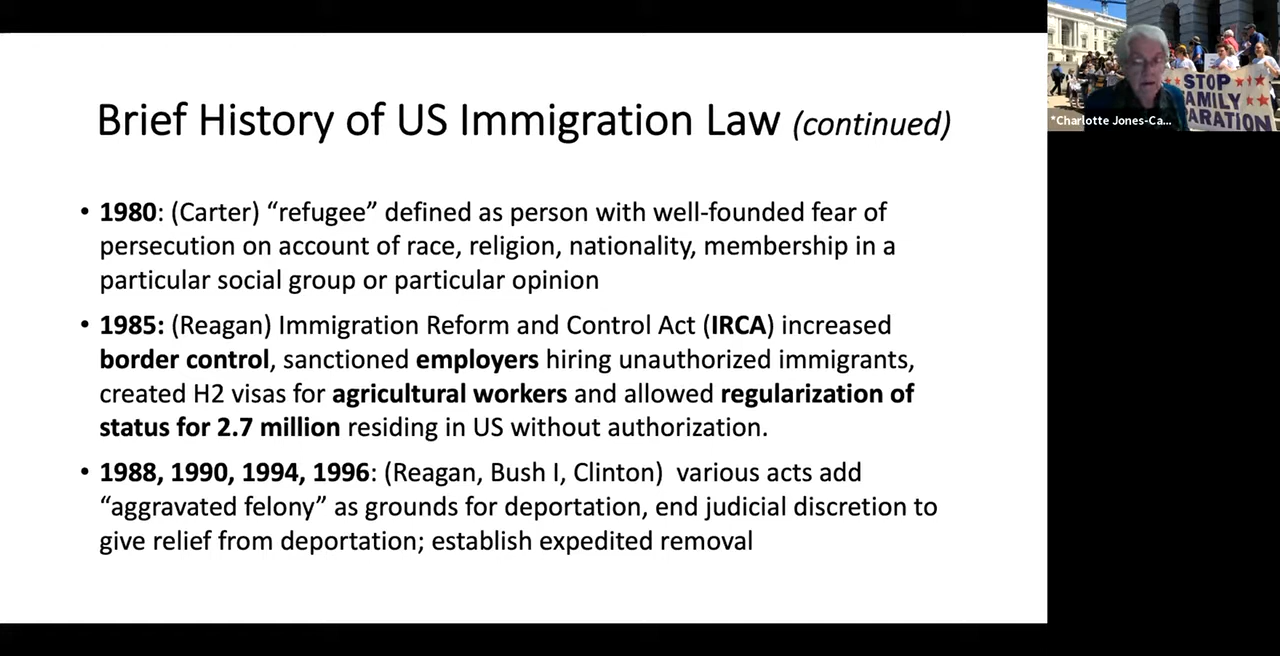 Brief History of US Immigration Law (continued)
• 1980: (Carter) “refugee” defined as person with well-founded fear of
persecution on account of race, religion, nationality, membership in a
particular social group or particular opinion
• 1985: (Reagan) Immigration Reform and Control Act (IRCA) increased
border control, sanctioned employers hiring unauthorized immigrants,
created H2 visas for agricultural workers and allowed regularization of
status for 2.7 million residing in US without authorization.
• 1988, 1990, 1994, 1996: (Reagan, Bush I, Clinton) various acts add
“aggravated felony” as grounds for deportation, end judicial discretion to
give relief from deportation; establish expedited removal
STOP
AMILY
ARATION
*Charlotte Jones-Ca...